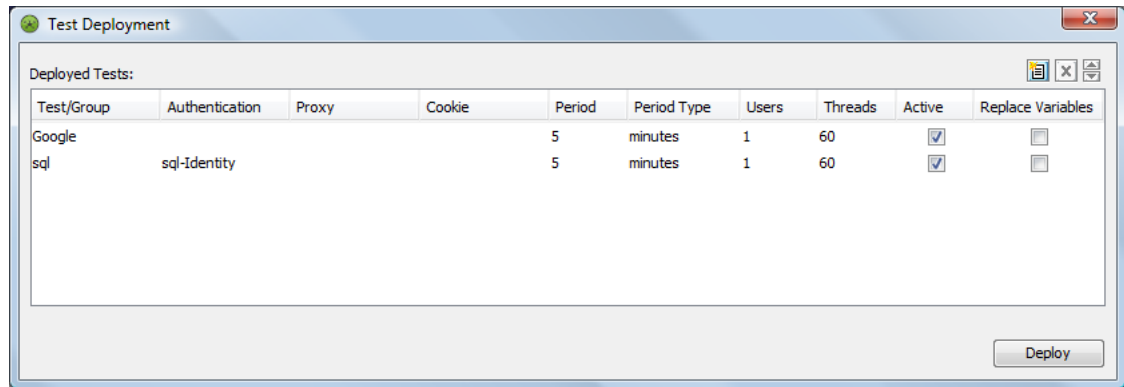 Test Deployment
Deployed Tests:
Test/Group Authentication Proxy Cookie Period Period Type Users Threads Active Replace Variables
Google 5 minutes 1 60
sql sql-Identity 5 minutes 1 60
Deploy